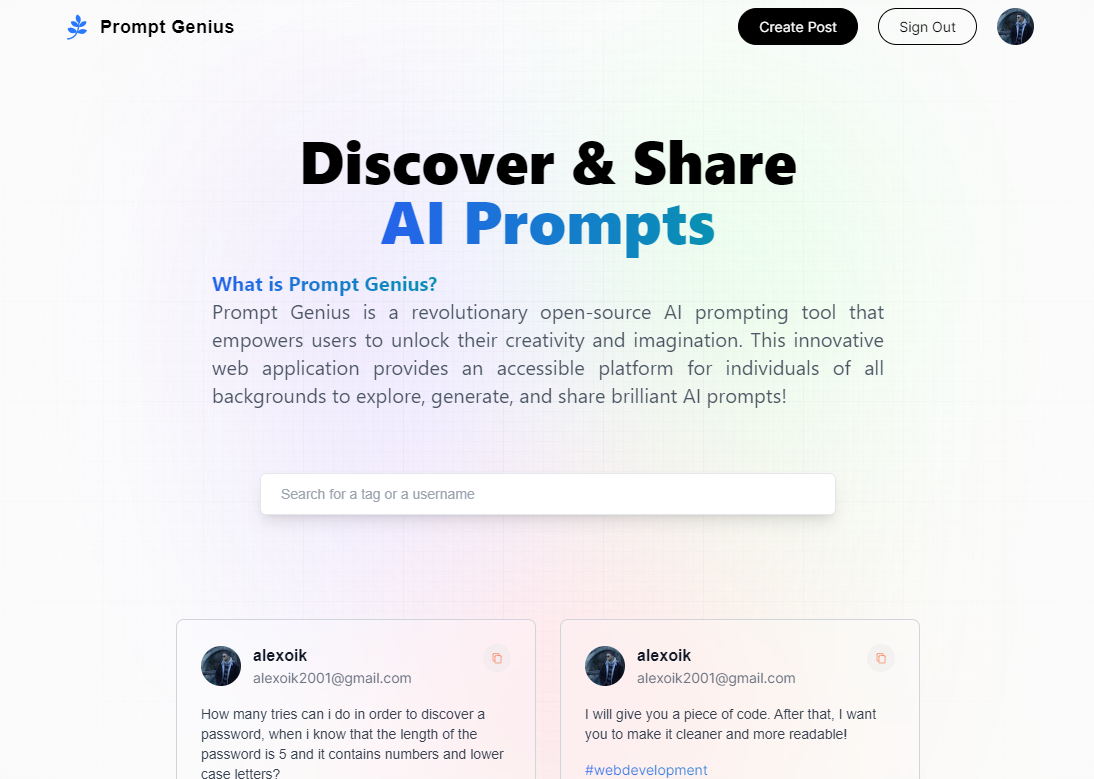 Prompt Genius
Create Post
Sign Out
Discover & Share
AI Prompts
What is Prompt Genius?
Prompt Genius is a revolutionary open-source AI prompting tool that
empowers users to unlock their creativity and imagination. This innovative
web application provides an accessible platform for individuals of all
backgrounds to explore, generate, and share brilliant AI prompts!
Search for a tag or a username
alexoik
alexoik2001@gmail.com
How many tries can i do in order to discover a
password, when i know that the length of the
password is 5 and it contains numbers and lower
case letters?
alexoik
alexoik2001@gmail.com
I will give you a piece of code. After that, I want
you to make it cleaner and more readable!
#webdevelopment